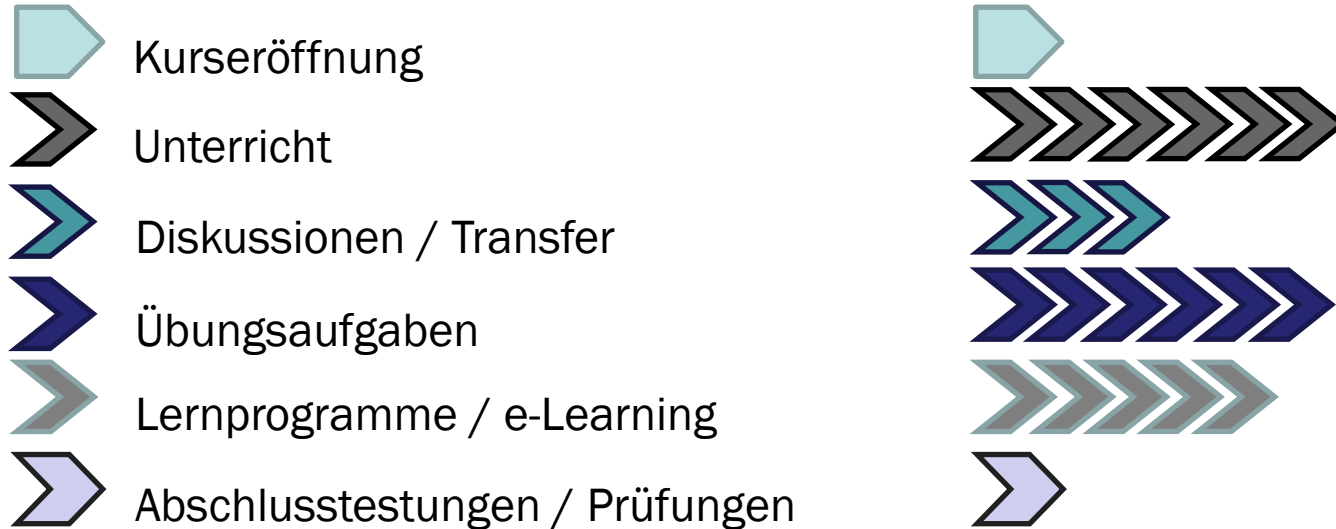 Kurseröffnung
Unterricht
Diskussionen / Transfer
Übungsaufgaben
Lernprogramme / e-Learning
Abschlusstestungen / Prüfungen